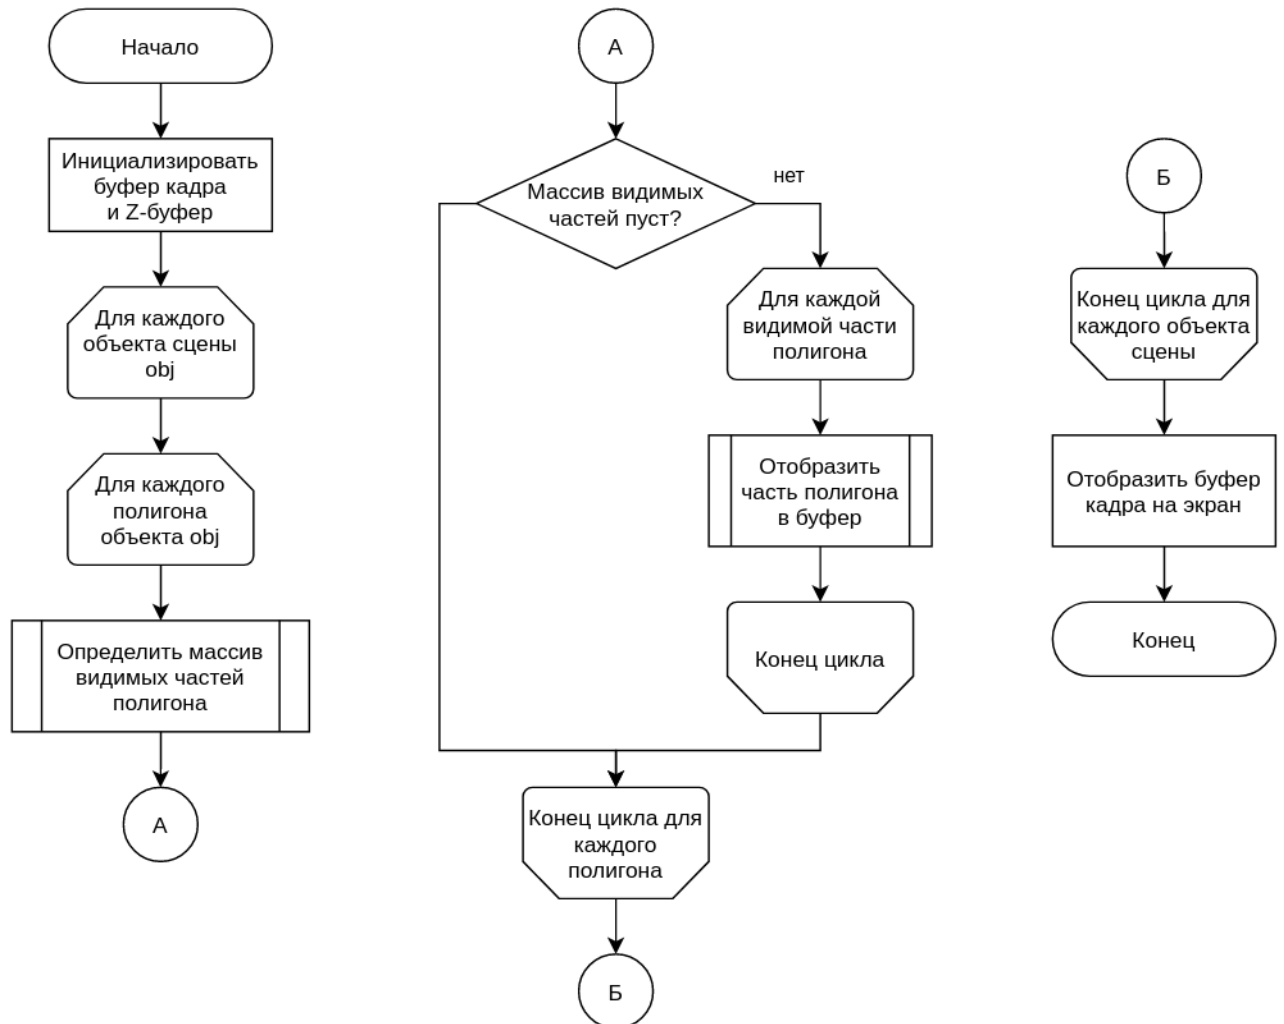 Начало
Инициализировать
буфер кадра
и Z-буфер
Для каждого
объекта сцены
obj
Для каждого
полигона
объекта obj
Определить массив
видимых частей
полигона
А
А
Массив видимых
частей пуст?
нет
Для каждой
видимой части
полигона
Отобразить
часть полигона
в буфер
Конец цикла
Конец цикла для
каждого
полигона
Б
Б
Конец цикла для
каждого объекта
сцены
Отобразить буфер
кадра на экран
Конец